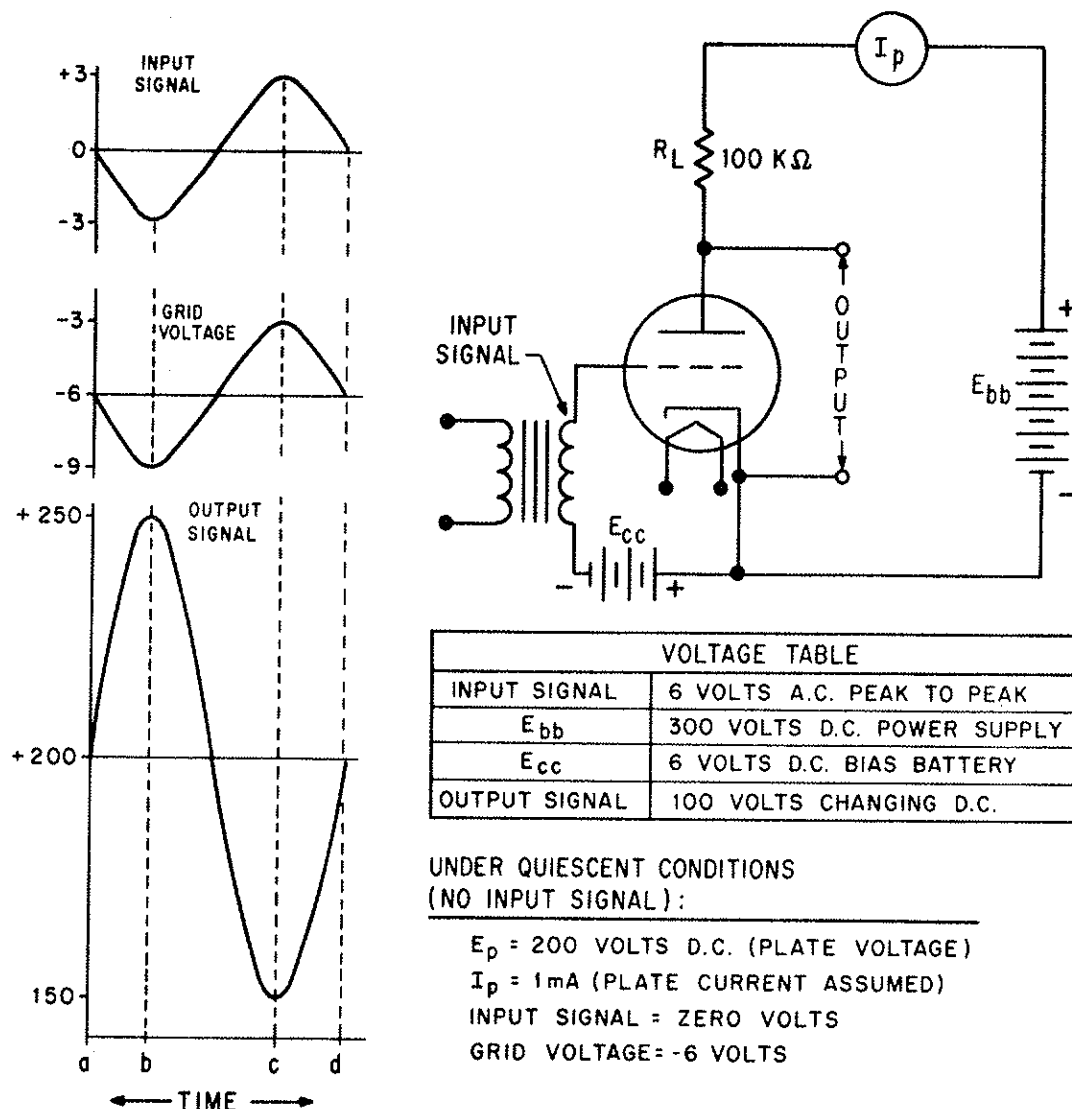 INPUT
SIGNAL
+3
0
-3
GRID
VOLTAGE
-3
-6
-9
OUTPUT
SIGNAL
+250
+200
150
a b c d
TIME
Ip
RL 100 KΩ
INPUT
SIGNAL
OUTPUT
+
Ebb
-
Ecc
- +
VOLTAGE TABLE
INPUT SIGNAL 6 VOLTS A.C. PEAK TO PEAK
Ebb 300 VOLTS D.C. POWER SUPPLY
Ecc 6 VOLTS D.C. BIAS BATTERY
OUTPUT SIGNAL 100 VOLTS CHANGING D.C.
UNDER QUIESCENT CONDITIONS
(NO INPUT SIGNAL):
Ep = 200 VOLTS D.C. (PLATE VOLTAGE)
Ip = 1mA (PLATE CURRENT ASSUMED)
INPUT SIGNAL = ZERO VOLTS
GRID VOLTAGE= -6 VOLTS